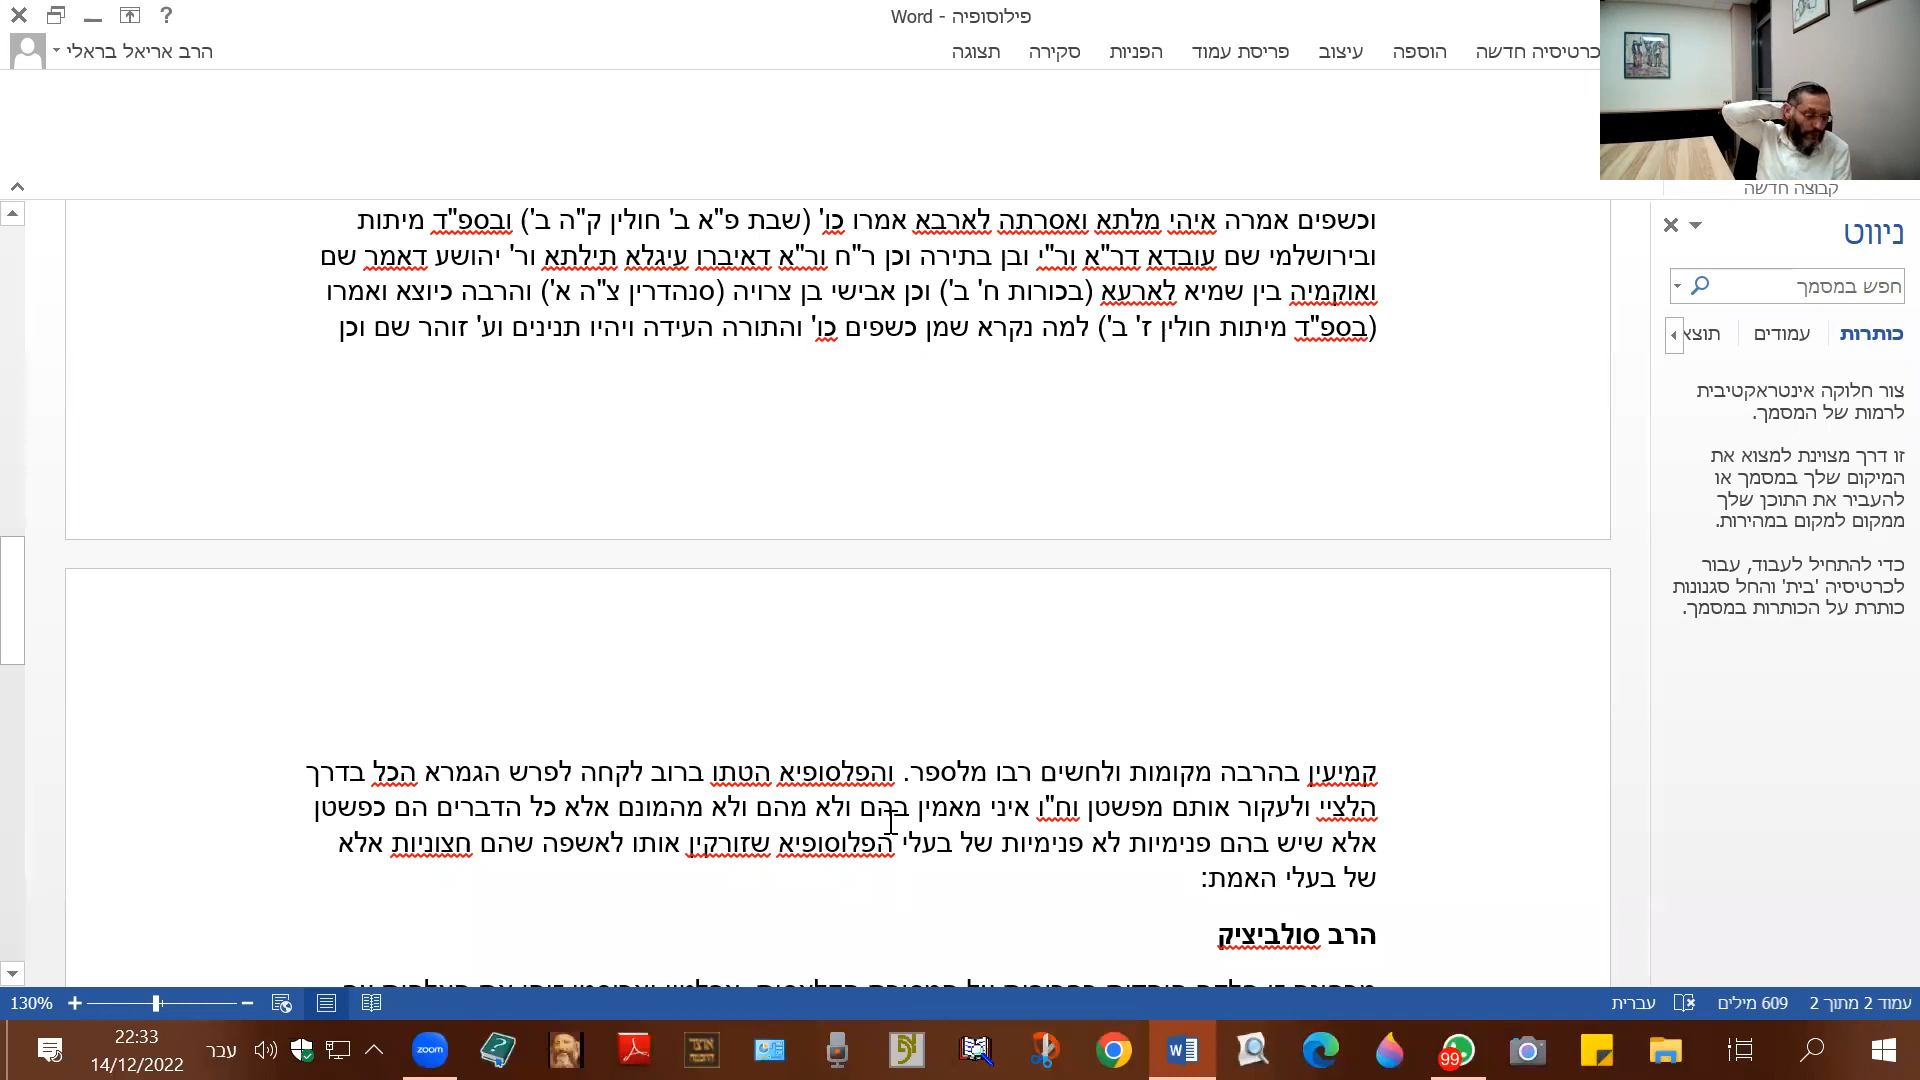 פילוסופיה - Word
הרב אריאל בראלי
כרטיסיה חדשה הוספה עיצוב פריסת עמוד הפניות סקירה תצוגה
קבוצה חדשה
וכשפים אמרה איהי מלתא ואסרתה לארבא אמרו כו' (שבת פ"א ב' חולין ק"ה ב') ובספ"ד מיתות
ובירושלמי שם עובדא דר"א ור"י ובן בתירה וכן ר"ח ור"א דאיברו עיגלא תילתא ור' יהושע דאמר שם
ואוקמיה בין שמיא לארעא (בכורות ח' ב') וכן אבישי בן צרויה (סנהדרין צ"ה א') והרבה כיוצא ואמרו
(בספ"ד מיתות חולין ז' ב') למה נקרא שמן כשפים כו' והתורה העידה ויהיו תנינים וע' זוהר שם וכן
קמיעין בהרבה מקומות ולחשים רבו מלספר. והפלסופיא הטתו ברוב לקחה לפרש הגמרא הכל בדרך
הלציי ולעקור אותם מפשטן וח"ו איני מאמין בהם ולא מהם ולא מהמונם אלא כל הדברים הם כפשטן
אלא שיש בהם פנימיות לא פנימיות של בעלי הפלוסופיא שזורקין אותו לאשפה שהם חצוניות אלא
של בעלי האמת:
הרב סולביציק
ניווט
חפש במסמך
כותרות עמודים תוצא
צור חלוקה אינטראקטיבית
לרמות של המסמך.
זו דרך מצוינת למצוא את
המיקום שלך במסמך או
להעביר את התוכן שלך
ממקום למקום במהירות.
כדי להתחיל לעבוד, עבור
לכרטיסיה 'בית' והחל סגנונות
כותרת על הכותרות במסמך.
עמוד 2 מתוך 2 609 מילים עברית
130%
zoom
99
עבר
22:33
14/12/2022